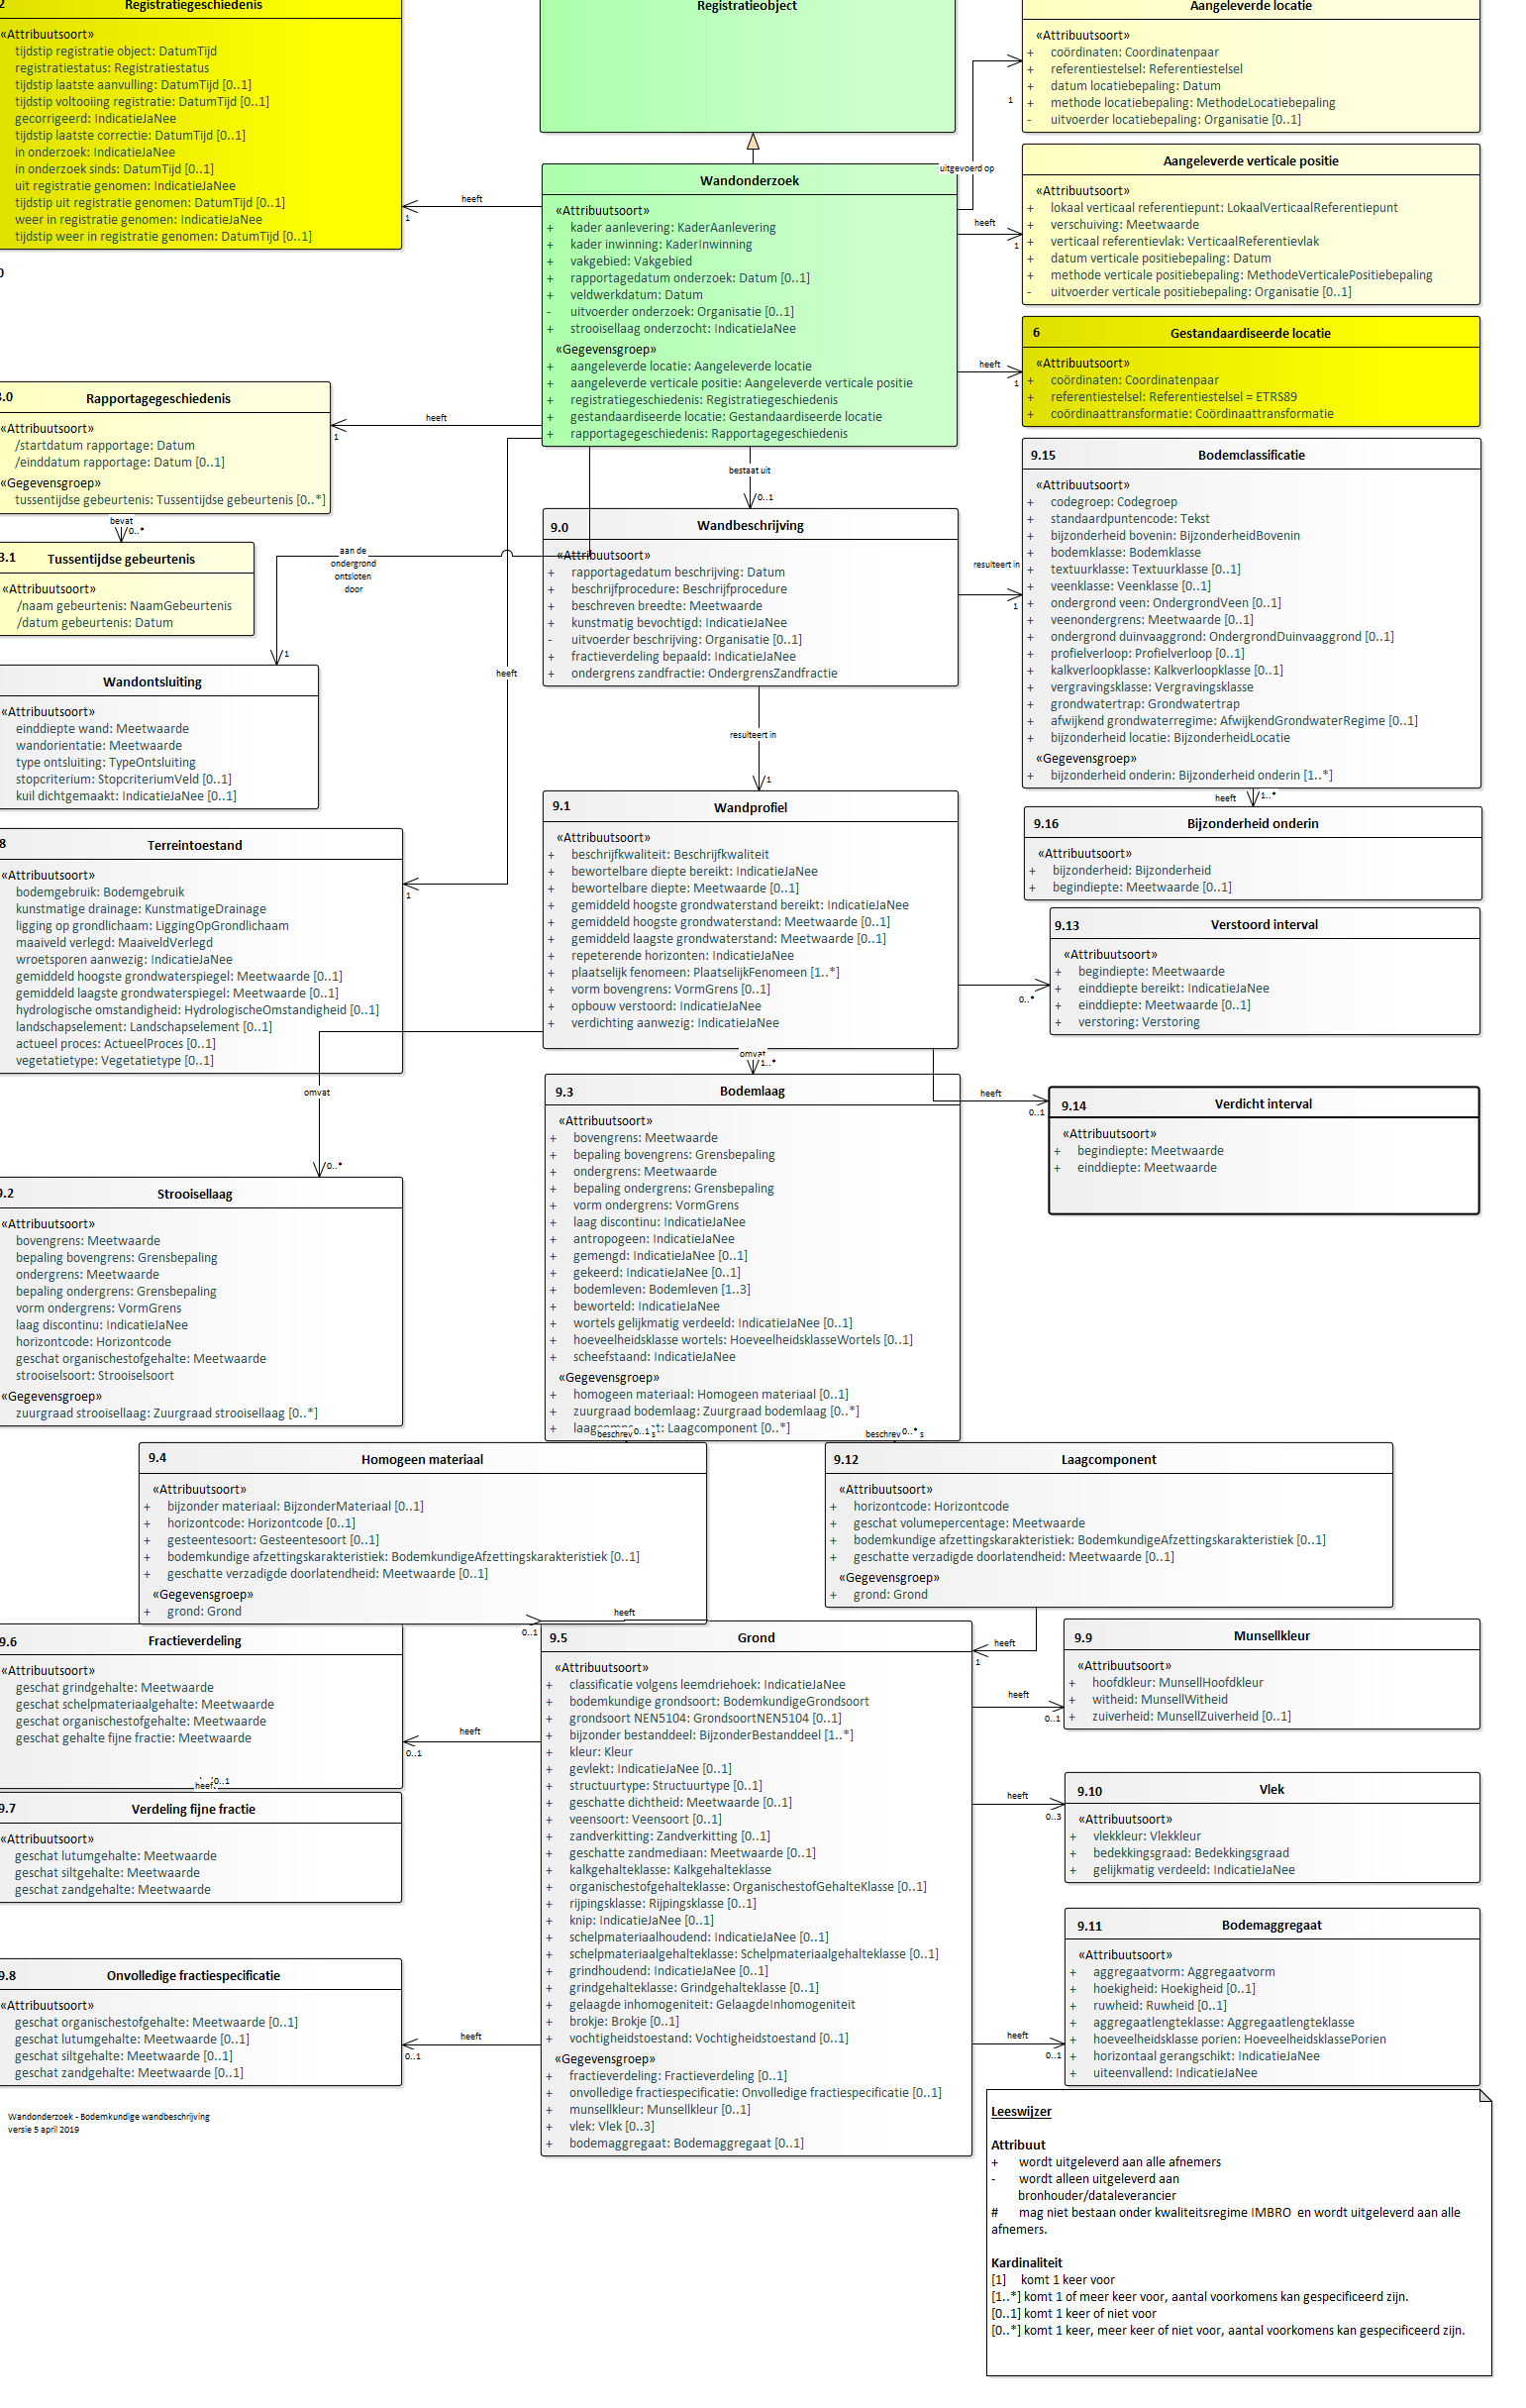 2
Registratiegeschiedenis
«Attribuutsoort»
tijdstip registratie object: DatumTijd
registratiestatus: Registratiestatus
tijdstip laatste aanvulling: DatumTijd [0..1]
tijdstip voltooiing registratie: DatumTijd [0..1]
gecorrigeerd: IndicatieJaNee
tijdstip laatste correctie: DatumTijd [0..1]
in onderzoek: IndicatieJaNee
in onderzoek sinds: DatumTijd [0..1]
uit registratie genomen: IndicatieJaNee
tijdstip uit registratie genomen: DatumTijd [0..1]
weer in registratie genomen: IndicatieJaNee
tijdstip weer in registratie genomen: DatumTijd [0..1]
Registratieobject
Aangeleverde locatie
«Attribuutsoort»
+ coördinaten: Coordinatenpaar
+ referentiestelsel: Referentiestelsel
+ datum locatiebepaling: Datum
+ methode locatiebepaling: MethodeLocatiebepaling
- uitvoerder locatiebepaling: Organisatie [0..1]
1
uitgevoerd op
heeft
1
heeft
1
Wandonderzoek
«Attribuutsoort»
+ kader aanlevering: KaderAanlevering
+ kader inwinning: KaderInwinning
+ vakgebied: Vakgebied
+ rapportagedatum onderzoek: Datum [0..1]
+ veldwerkdatum: Datum
- uitvoerder onderzoek: Organisatie [0..1]
+ strooisellaag onderzocht: IndicatieJaNee
«Gegevensgroep»
+ aangeleverde locatie: Aangeleverde locatie
+ aangeleverde verticale positie: Aangeleverde verticale positie
+ registratiegeschiedenis: Registratiegeschiedenis
+ gestandaardiseerde locatie: Gestandaardiseerde locatie
+ rapportagegeschiedenis: Rapportagegeschiedenis
Aangeleverde verticale positie
«Attribuutsoort»
+ lokaal verticaal referentiepunt: LokaalVerticaalReferentiepunt
+ verschuiving: Meetwaarde
+ verticaal referentievlak: VerticaalReferentievlak
+ datum verticale positiebepaling: Datum
+ methode verticale positiebepaling: MethodeVerticalePositiebepaling
- uitvoerder verticale positiebepaling: Organisatie [0..1]
0
heeft
1
6
Gestandaardiseerde locatie
«Attribuutsoort»
+ coördinaten: Coordinatenpaar
+ referentiestelsel: Referentiestelsel = ETRS89
+ coördinaattransformatie: Coördinaattransformatie
3.0
Rapportagegeschiedenis
«Attribuutsoort»
/startdatum rapportage: Datum
/einddatum rapportage: Datum [0..1]
«Gegevensgroep»
tussentijdse gebeurtenis: Tussentijdse gebeurtenis [0..*]
heeft
1
bevat
0..*
3.1
Tussentijdse gebeurtenis
«Attribuutsoort»
/naam gebeurtenis: NaamGebeurtenis
/datum gebeurtenis: Datum
bestaat uit
0..1
aan de
ondergrond
ontsloten
door
1
9.0
Wandbeschrijving
«Attribuutsoort»
+ rapportagedatum beschrijving: Datum
+ beschrijfprocedure: Beschrijfprocedure
+ beschreven breedte: Meetwaarde
+ kunstmatig bevochtigd: IndicatieJaNee
- uitvoerder beschrijving: Organisatie [0..1]
+ fractieverdeling bepaald: IndicatieJaNee
+ ondergrens zandfractie: OndergrensZandfractie
resulteert in
1
9.15
Bodemclassificatie
«Attribuutsoort»
+ codegroep: Codegroep
+ standaardpuntencode: Tekst
+ bijzonderheid bovenin: BijzonderheidBovenin
+ bodemklasse: Bodemklasse
+ textuurklasse: Textuurklasse [0..1]
+ veenklasse: Veenklasse [0..1]
+ ondergrond veen: OndergrondVeen [0..1]
+ veenondergrens: Meetwaarde [0..1]
+ ondergrond duinvaaggrond: OndergrondDuinvaaggrond [0..1]
+ profielverloop: Profielverloop [0..1]
+ kalkverloopklasse: Kalkverloopklasse [0..1]
+ vergravingsklasse: Vergravingsklasse
+ grondwatertrap: Grondwatertrap
+ afwijkend grondwaterregime: AfwijkendGrondwaterRegime [0..1]
+ bijzonderheid locatie: BijzonderheidLocatie
«Gegevensgroep»
+ bijzonderheid onderin: Bijzonderheid onderin [1..*]
heeft
1..*
9.16
Bijzonderheid onderin
«Attribuutsoort»
+ bijzonderheid: Bijzonderheid
+ begindiepte: Meetwaarde [0..1]
Wandontsluiting
«Attribuutsoort»
einddiepte wand: Meetwaarde
wandorientatie: Meetwaarde
type ontsluiting: TypeOntsluiting
stopcriterium: StopcriteriumVeld [0..1]
kuil dichtgemaakt: IndicatieJaNee [0..1]
heeft
1
resulteert in
1
8
Terreintoestand
«Attribuutsoort»
bodemgebruik: Bodemgebruik
kunstmatige drainage: KunstmatigeDrainage
ligging op grondlichaam: LiggingOpGrondlichaam
maaiveld verlegd: MaaiveldVerlegd
wroetsporen aanwezig: IndicatieJaNee
gemiddeld hoogste grondwaterspiegel: Meetwaarde [0..1]
gemiddeld laagste grondwaterspiegel: Meetwaarde [0..1]
hydrologische omstandigheid: HydrologischeOmstandigheid [0..1]
landschapselement: Landschapselement [0..1]
actueel proces: ActueelProces [0..1]
vegetatietype: Vegetatietype [0..1]
9.1
Wandprofiel
«Attribuutsoort»
+ beschrijfkwaliteit: Beschrijfkwaliteit
+ bewortelbare diepte bereikt: IndicatieJaNee
+ bewortelbare diepte: Meetwaarde [0..1]
+ gemiddeld hoogste grondwaterstand bereikt: IndicatieJaNee
+ gemiddeld hoogste grondwaterstand: Meetwaarde [0..1]
+ gemiddeld laagste grondwaterstand: Meetwaarde [0..1]
+ repeterende horizonten: IndicatieJaNee
+ plaatselijk fenomeen: PlaatselijkFenomeen [1..*]
+ vorm bovengrens: VormGrens [0..1]
+ opbouw verstoord: IndicatieJaNee
+ verdichting aanwezig: IndicatieJaNee
0..*
9.13
Verstoord interval
«Attribuutsoort»
+ begindiepte: Meetwaarde
+ einddiepte bereikt: IndicatieJaNee
+ einddiepte: Meetwaarde [0..1]
+ verstoring: Verstoring
omvat
0..*
omvat
1..*
heeft
0..1
9.14
Verdicht interval
«Attribuutsoort»
+ begindiepte: Meetwaarde
+ einddiepte: Meetwaarde
9.3
Bodemlaag
«Attribuutsoort»
+ bovengrens: Meetwaarde
+ bepaling bovengrens: Grensbepaling
+ ondergrens: Meetwaarde
+ bepaling ondergrens: Grensbepaling
+ vorm ondergrens: VormGrens
+ laag discontinu: IndicatieJaNee
+ antropogeen: IndicatieJaNee
+ gemengd: IndicatieJaNee [0..1]
+ gekeerd: IndicatieJaNee [0..1]
+ bodemleven: Bodemleven [1..3]
+ beworteld: IndicatieJaNee
+ wortels gelijkmatig verdeeld: IndicatieJaNee [0..1]
+ hoeveelheidsklasse wortels: HoeveelheidsklasseWortels [0..1]
+ scheefstaand: IndicatieJaNee
«Gegevensgroep»
+ homogeen materiaal: Homogeen materiaal [0..1]
+ zuurgraad bodemlaag: Zuurgraad bodemlaag [0..*]
+ t: Laagcomponent [0..*]
9.2
Strooisellaag
«Attribuutsoort»
bovengrens: Meetwaarde
bepaling bovengrens: Grensbepaling
ondergrens: Meetwaarde
bepaling ondergrens: Grensbepaling
vorm ondergrens: VormGrens
laag discontinu: IndicatieJaNee
horizontcode: Horizontcode
geschat organischestofgehalte: Meetwaarde
strooiselsoort: Strooiselsoort
«Gegevensgroep»
zuurgraad strooisellaag: Zuurgraad strooisellaag [0..*]
beschrev 0..1 s
beschrev 0..* s
9.4
Homogeen materiaal
«Attribuutsoort»
+ bijzonder materiaal: BijzonderMateriaal [0..1]
+ horizontcode: Horizontcode [0..1]
+ gesteentesoort: Gesteentesoort [0..1]
+ bodemkundige afzettingskarakteristiek: BodemkundigeAfzettingskarakteristiek [0..1]
+ geschatte verzadigde doorlatendheid: Meetwaarde [0..1]
«Gegevensgroep»
+ grond: Grond
9.12
Laagcomponent
«Attribuutsoort»
+ horizontcode: Horizontcode
+ geschat volumepercentage: Meetwaarde
+ bodemkundige afzettingskarakteristiek: BodemkundigeAfzettingskarakteristiek [0..1]
+ geschatte verzadigde doorlatendheid: Meetwaarde [0..1]
«Gegevensgroep»
+ grond: Grond
heeft
0..1
heeft
1
9.6
Fractieverdeling
«Attribuutsoort»
geschat grindgehalte: Meetwaarde
geschat schelpmateriaalgehalte: Meetwaarde
geschat organischestofgehalte: Meetwaarde
geschat gehalte fijne fractie: Meetwaarde
heeft
0..1
heeft
0..1
9.5
Grond
«Attribuutsoort»
+ classificatie volgens leemdriehoek: IndicatieJaNee
+ bodemkundige grondsoort: BodemkundigeGrondsoort
+ grondsoort NEN5104: GrondsoortNEN5104 [0..1]
+ bijzonder bestanddeel: BijzonderBestanddeel [1..*]
+ kleur: Kleur
+ gevlekt: IndicatieJaNee [0..1]
+ structuurtype: Structuurtype [0..1]
+ geschatte dichtheid: Meetwaarde [0..1]
+ veensoort: Veensoort [0..1]
+ zandverkitting: Zandverkitting [0..1]
+ geschatte zandmediaan: Meetwaarde [0..1]
+ kalkgehalteklasse: Kalkgehalteklasse
+ organischestofgehalteklasse: OrganischestofGehalteKlasse [0..1]
+ rijpingsklasse: Rijpingsklasse [0..1]
+ knip: IndicatieJaNee [0..1]
+ schelpmateriaalhoudend: IndicatieJaNee [0..1]
+ schelpmateriaalgehalteklasse: Schelpmateriaalgehalteklasse [0..1]
+ grindhoudend: IndicatieJaNee [0..1]
+ grindgehalteklasse: Grindgehalteklasse [0..1]
+ gelaagde inhomogeniteit: GelaagdeInhomogeniteit
+ brokje: Brokje [0..1]
+ vochtigheidstoestand: Vochtigheidstoestand [0..1]
«Gegevensgroep»
+ fractieverdeling: Fractieverdeling [0..1]
+ onvolledige fractiespecificatie: Onvolledige fractiespecificatie [0..1]
+ munsellkleur: Munsellkleur [0..1]
+ vlek: Vlek [0..3]
+ bodemaggregaat: Bodemaggregaat [0..1]
heeft
0..1
9.9
Munsellkleur
«Attribuutsoort»
+ hoofdkleur: MunsellHoofdkleur
+ witheid: MunsellWitheid
+ zuiverheid: MunsellZuiverheid [0..1]
heeft
0..3
9.10
Vlek
«Attribuutsoort»
+ vlekkleur: Vlekkleur
+ bedekkingsgraad: Bedekkingsgraad
+ gelijkmatig verdeeld: IndicatieJaNee
9.7
Verdeling fijne fractie
«Attribuutsoort»
geschat lutumgehalte: Meetwaarde
geschat siltgehalte: Meetwaarde
geschat zandgehalte: Meetwaarde
9.8
Onvolledige fractiespecificatie
«Attribuutsoort»
geschat organischestofgehalte: Meetwaarde [0..1]
geschat lutumgehalte: Meetwaarde [0..1]
geschat siltgehalte: Meetwaarde [0..1]
geschat zandgehalte: Meetwaarde [0..1]
heeft
0..1
heeft
0..1
9.11
Bodemaggregaat
«Attribuutsoort»
+ aggregaatvorm: Aggregaatvorm
+ hoekigheid: Hoekigheid [0..1]
+ ruwheid: Ruwheid [0..1]
+ aggregaatlengteklasse: Aggregaatlengteklasse
+ hoeveelheidsklasse porien: HoeveelheidsklassePorien
+ horizontaal gerangschikt: IndicatieJaNee
+ uiteenvallend: IndicatieJaNee
Wandonderzoek - Bodemkundige wandbeschrijving
versie 5 april 2019
Leeswijzer
Attribuut
+ wordt uitgeleverd aan alle afnemers
- wordt alleen uitgeleverd aan
bronhouder/dataleverancier
# mag niet bestaan onder kwaliteitsregime IMBRO en wordt uitgeleverd aan alle
afnemers.
Kardinaliteit
[1] komt 1 keer voor
[1..*] komt 1 of meer keer voor, aantal voorkomens kan gespecificeerd zijn.
[0..1] komt 1 keer of niet voor
[0..*] komt 1 keer, meer keer of niet voor, aantal voorkomens kan gespecificeerd zijn.